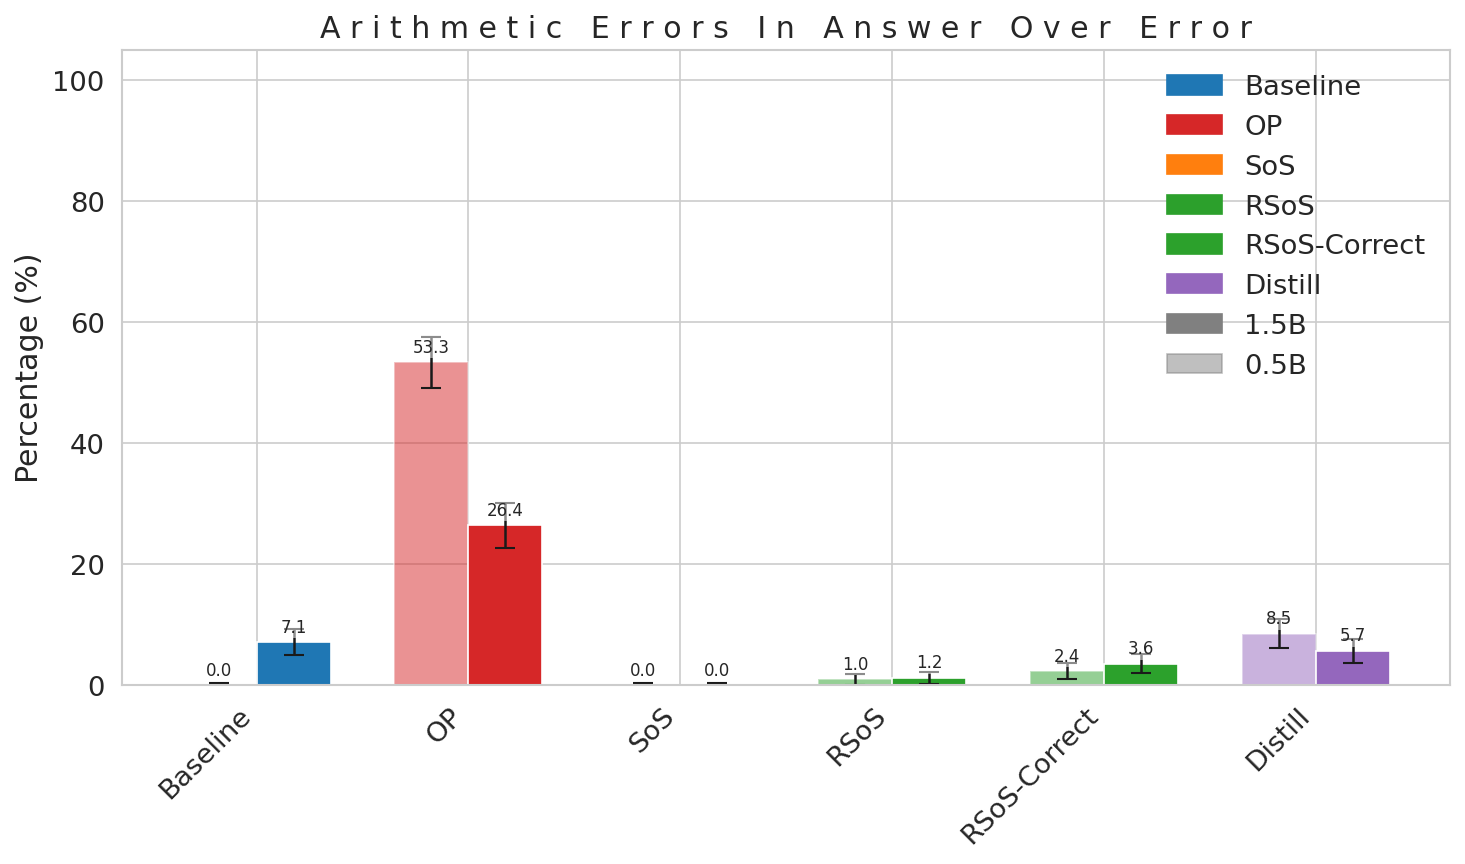 Arithmetic Errors In Answer Over Error
Percentage (%)
100
80
60
40
20
0
Baseline
OP
SoS
RSoS
RSoS-Correct
Distill
1.5B
0.5B
0.0
7.1
53.3
26.4
0.0
0.0
1.0
1.2
2.4
3.6
8.5
5.7
Baseline
OP
SoS
RSoS
RSoS-Correct
Distill